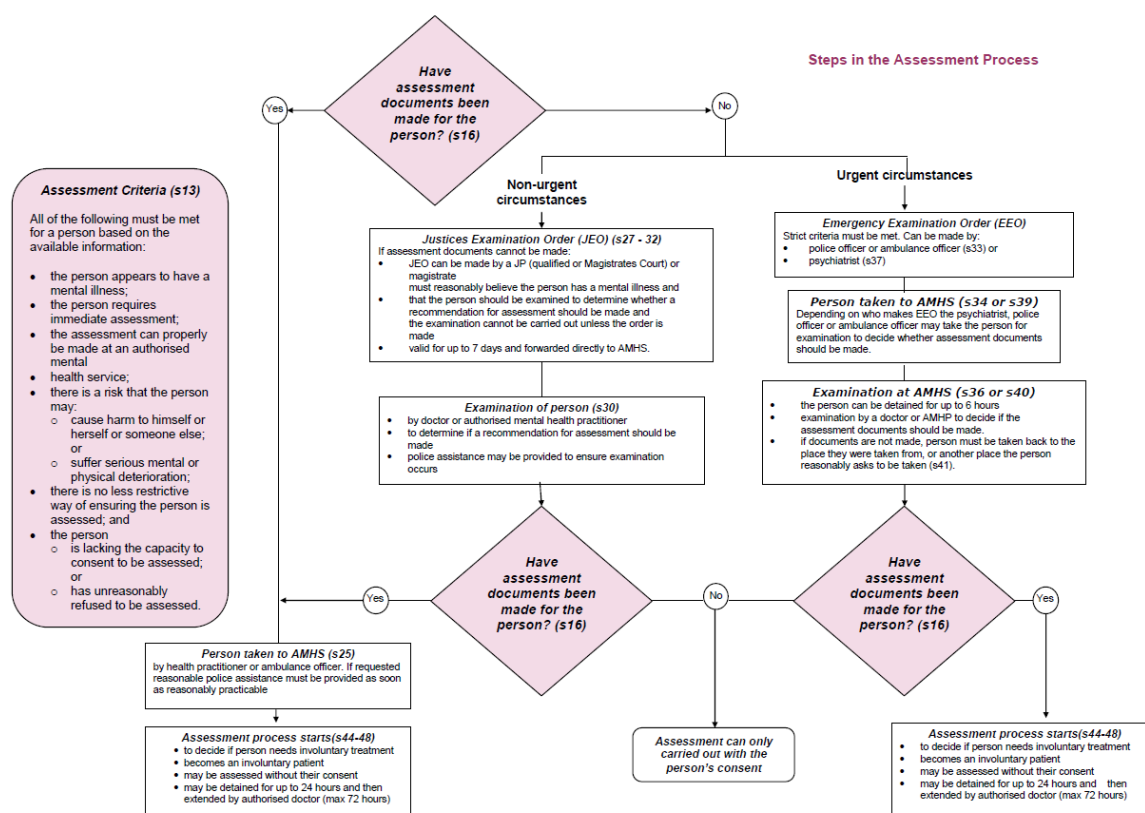 Steps in the Assessment Process
Have
assessment
documents been
made for the
person? (s16)
Yes
No
Non-urgent
circumstances
Urgent circumstances
Assessment Criteria (s13)
All of the following must be met
for a person based on the
available information:
• the person appears to have a
mental illness;
• the person requires
immediate assessment;
• the assessment can properly
be made at an authorised
mental
• health service;
• there is a risk that the person
may:
o cause harm to himself or
herself or someone else;
or
o suffer serious mental or
physical deterioration;
• there is no less restrictive
way of ensuring the person is
assessed; and
• the person
o is lacking the capacity to
consent to be assessed;
or
o has unreasonably
refused to be assessed.
Justices Examination Order (JEO) (s27 - 32)
If assessment documents cannot be made:
• JEO can be made by a JP (qualified or Magistrates Court) or
magistrate
must reasonably believe the person has a mental illness and
• that the person should be examined to determine whether a
recommendation for assessment should be made and
the examination cannot be carried out unless the order is
made
• valid for up to 7 days and forwarded directly to AMHS.
Emergency Examination Order (EEO)
Strict criteria must be met. Can be made by:
• police officer or ambulance officer (s33) or
• psychiatrist (s37)
Person taken to AMHS (s34 or s39)
Depending on who makes EEO the psychiatrist, police
officer or ambulance officer may take the person for
examination to decide whether assessment documents
should be made.
Examination of person (s30)
• by doctor or authorised mental health practitioner
• to determine if a recommendation for assessment should be
made
• police assistance may be provided to ensure examination
occurs
Examination at AMHS (s36 or s40)
• the person can be detained for up to 6 hours
• examination by a doctor or AMHP to decide if the
assessment documents should be made.
• if documents are not made, person must be taken back to the
place they were taken from, or another place the person
reasonably asks to be taken (s41).
Yes
Have
assessment
documents been
made for the
person? (s16)
No
Have
assessment
documents been
made for the
person? (s16)
Yes
Person taken to AMHS (s25)
by health practitioner or ambulance officer. If requested
reasonable police assistance must be provided as soon
as reasonably practicable
Assessment process starts(s44-48)
• to decide if person needs involuntary treatment
• becomes an involuntary patient
• may be assessed without their consent
• may be detained for up to 24 hours and then
extended by authorised doctor (max 72 hours)
Assessment can only
carried out with the
person's consent
Assessment process starts(s44-48)
• to decide if person needs involuntary treatment
• becomes an involuntary patient
• may be assessed without their consent
• may be detained for up to 24 hours and then
extended by authorised doctor (max 72 hours)